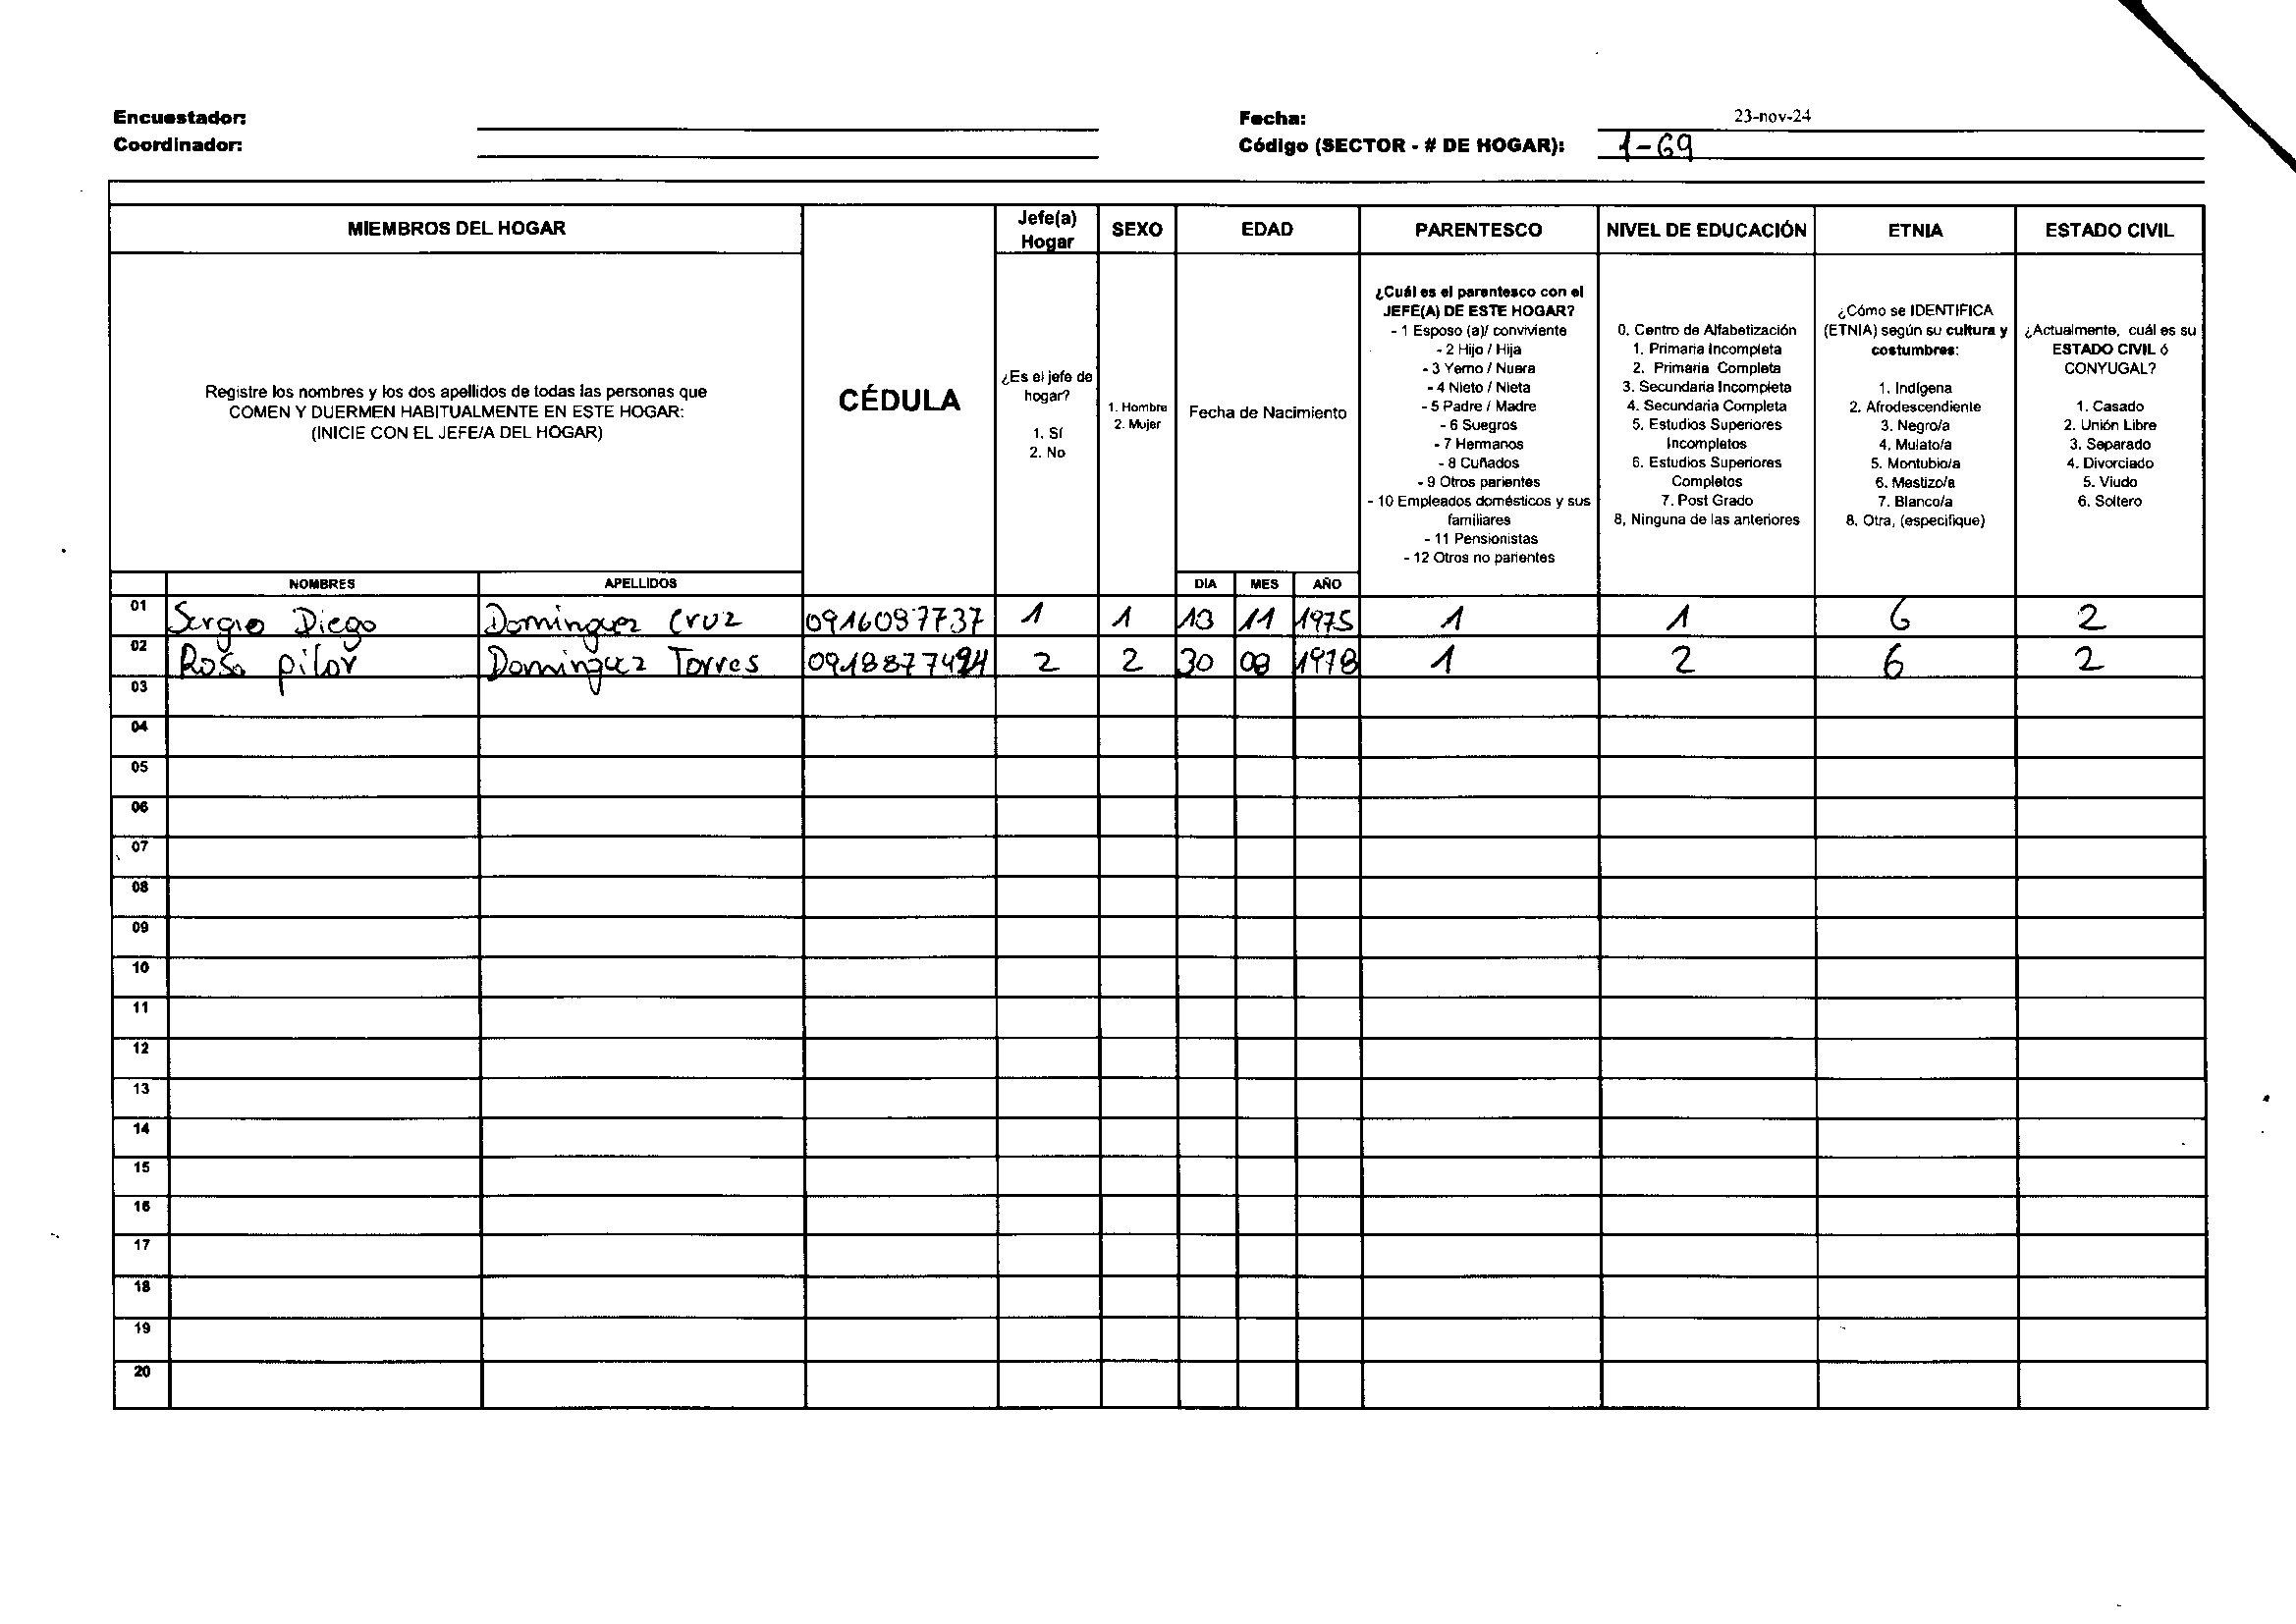 Encuestador:
Coordinador:
Fecha: 23-nov-24
Código (SECTOR - # DE HOGAR): 1-69
MIEMBROS DEL HOGAR
Registre los nombres y los dos apellidos de todas las personas que
COMEN Y DUERMEN HABITUALMENTE EN ESTE HOGAR:
(INICIE CON EL JEFE/A DEL HOGAR)
CÉDULA
Jefe(a)
Hogar
¿Es el jefe de
hogar?
1. Sí
2. No
SEXO
1. Hombre
2. Mujer
EDAD
Fecha de Nacimiento
PARENTESCO
¿Cuál es el parentesco con el
JEFE(A) DE ESTE HOGAR?
- 1 Esposo (a)/ conviviente
- 2 Hijo / Hija
- 3 Yerno / Nuera
- 4 Nieto / Nieta
- 5 Padre / Madre
- 6 Suegros
- 7 Hermanos
- 8 Cuñados
- 9 Otros parientes
- 10 Empleados domésticos y sus
familiares
- 11 Pensionistas
- 12 Otros no parientes
NIVEL DE EDUCACIÓN
0. Centro de Alfabetización
1. Primaria Incompleta
2. Primaria Completa
3. Secundaria Incompleta
4. Secundaria Completa
5. Estudios Superiores
Incompletos
6. Estudios Superiores
Completos
7. Post Grado
8, Ninguna de las anteriores
ETNIA
¿Cómo se IDENTIFICA
(ETNIA) según su cultura y
costumbres:
1. Indígena
2. Afrodescendiente
3. Negro/a
4. Mulato/a
5. Montubio/a
6. Mestizo/a
7. Blanco/a
8. Otra, (especifique)
ESTADO CIVIL
¿Actualmente, cuál es su
ESTADO CIVIL ó
CONYUGAL?
1. Casado
2. Unión Libre
3. Separado
4. Divorciado
5. Viudo
6. Soltero
NOMBRES APELLIDOS DIA MES AÑO
01 Sergio Diego Dominguez Cruz 0916087737 1 1 13 11 1975 1 1 6 2
02 Rosa pilar Dominguez Torres 0918877494 2 2 30 08 1978 1 2 6 2
03
04
05
06
07
08
09
10
11
12
13
14
15
16
17
18
19
20